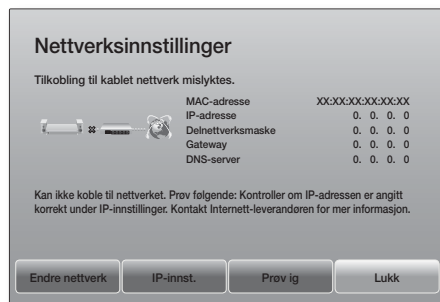 Nettverksinnstillinger
Tilkobling til kablet nettverk mislyktes.
MAC-adresse XX:XX:XX:XX:XX:XX
IP-adresse 0. 0. 0. 0
Delnettverksmaske 0. 0. 0. 0
Gateway 0. 0. 0. 0
DNS-server 0. 0. 0. 0
Kan ikke koble til nettverket. Prøv følgende: Kontroller om IP-adressen er angitt
korrekt under IP-innstillinger. Kontakt Internett-leverandøren for mer informasjon.
Endre nettverk IP-innst. Prøv ig Lukk